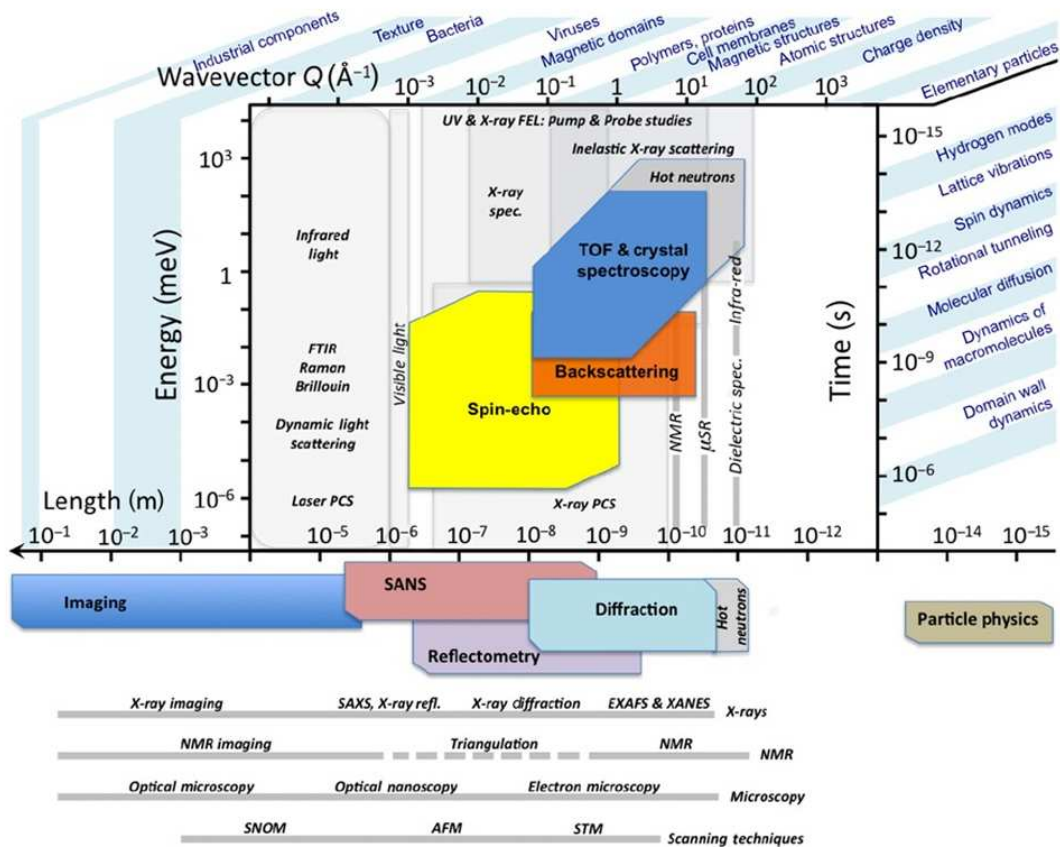 Industrial components
Texture
Bacteria
Viruses
Magnetic domains
Polymers, proteins
Cell membranes
Magnetic structures
Atomic structures
Charge density
Elementary particles
Wavevector Q (Å⁻¹)
10⁻³ 10⁻² 10⁻¹ 1 10¹ 10² 10³
UV & X-ray FEL: Pump & Probe studies
Inelastic X-ray scattering
Hot neutrons
X-ray
spec.
Infrared
light
TOF & crystal
spectroscopy
Energy (meV)
10³
1
10⁻³
10⁻⁶
Time (s)
10⁻¹⁵
10⁻¹²
10⁻⁹
10⁻⁶
Hydrogen modes
Lattice vibrations
Spin dynamics
Rotational tunneling
Molecular diffusion
Dynamics of
macromolecules
Domain wall
dynamics
FTIR
Raman
Brillouin
Visible light
Backscattering
Spin-echo
Dynamic light
scattering
NMR
μSR
Dielectric spec.
Infra-red
Laser PCS
X-ray PCS
Length (m)
10⁻¹ 10⁻² 10⁻³ 10⁻⁵ 10⁻⁶ 10⁻⁷ 10⁻⁸ 10⁻⁹ 10⁻¹⁰ 10⁻¹¹ 10⁻¹² 10⁻¹⁴ 10⁻¹⁵
Imaging
SANS
Diffraction
Hot
neutrons
Particle physics
Reflectometry
X-ray imaging SAXS, X-ray refl. X-ray diffraction EXAFS & XANES X-rays
NMR imaging Triangulation NMR NMR
Optical microscopy Optical nanoscopy Electron microscopy Microscopy
SNOM AFM STM Scanning techniques